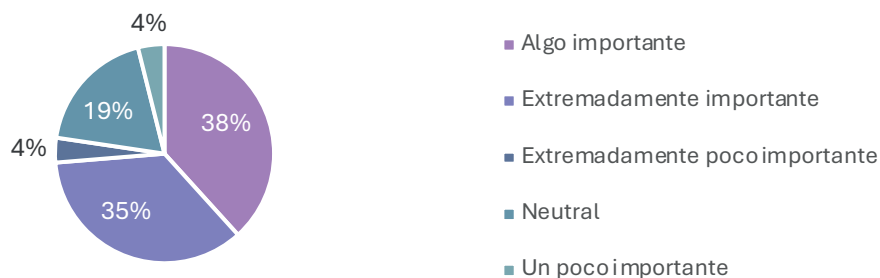 4%
19%
38%
4%
35%
Algo importante
Extremadamente importante
Extremadamente poco importante
Neutral
Un poco importante